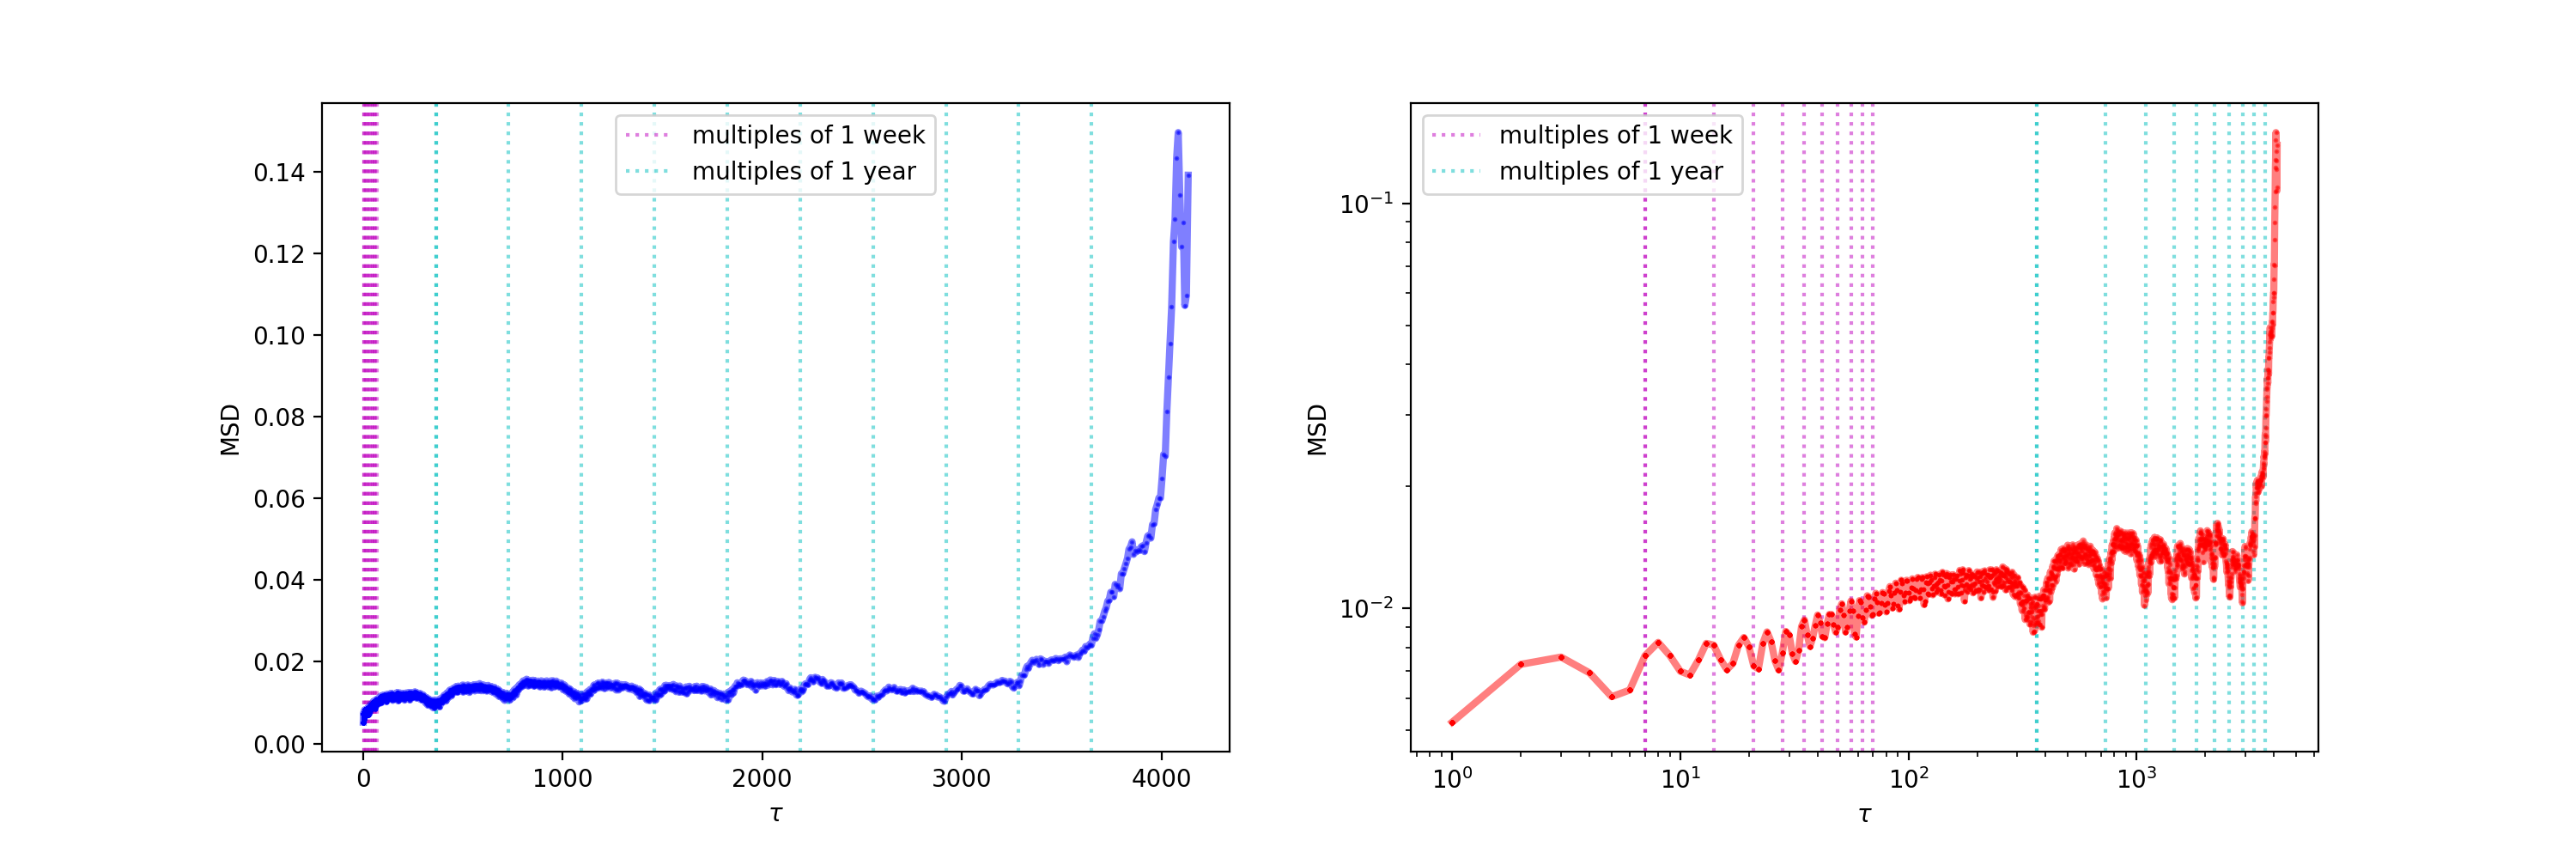 multiples of 1 week
multiples of 1 year
0.14
0.12
0.10
0.08
0.06
0.04
0.02
0.00
MSD
0 1000 2000 3000 4000
τ
multiples of 1 week
multiples of 1 year
10⁻¹
10⁻²
MSD
10⁰ 10¹ 10² 10³
τ